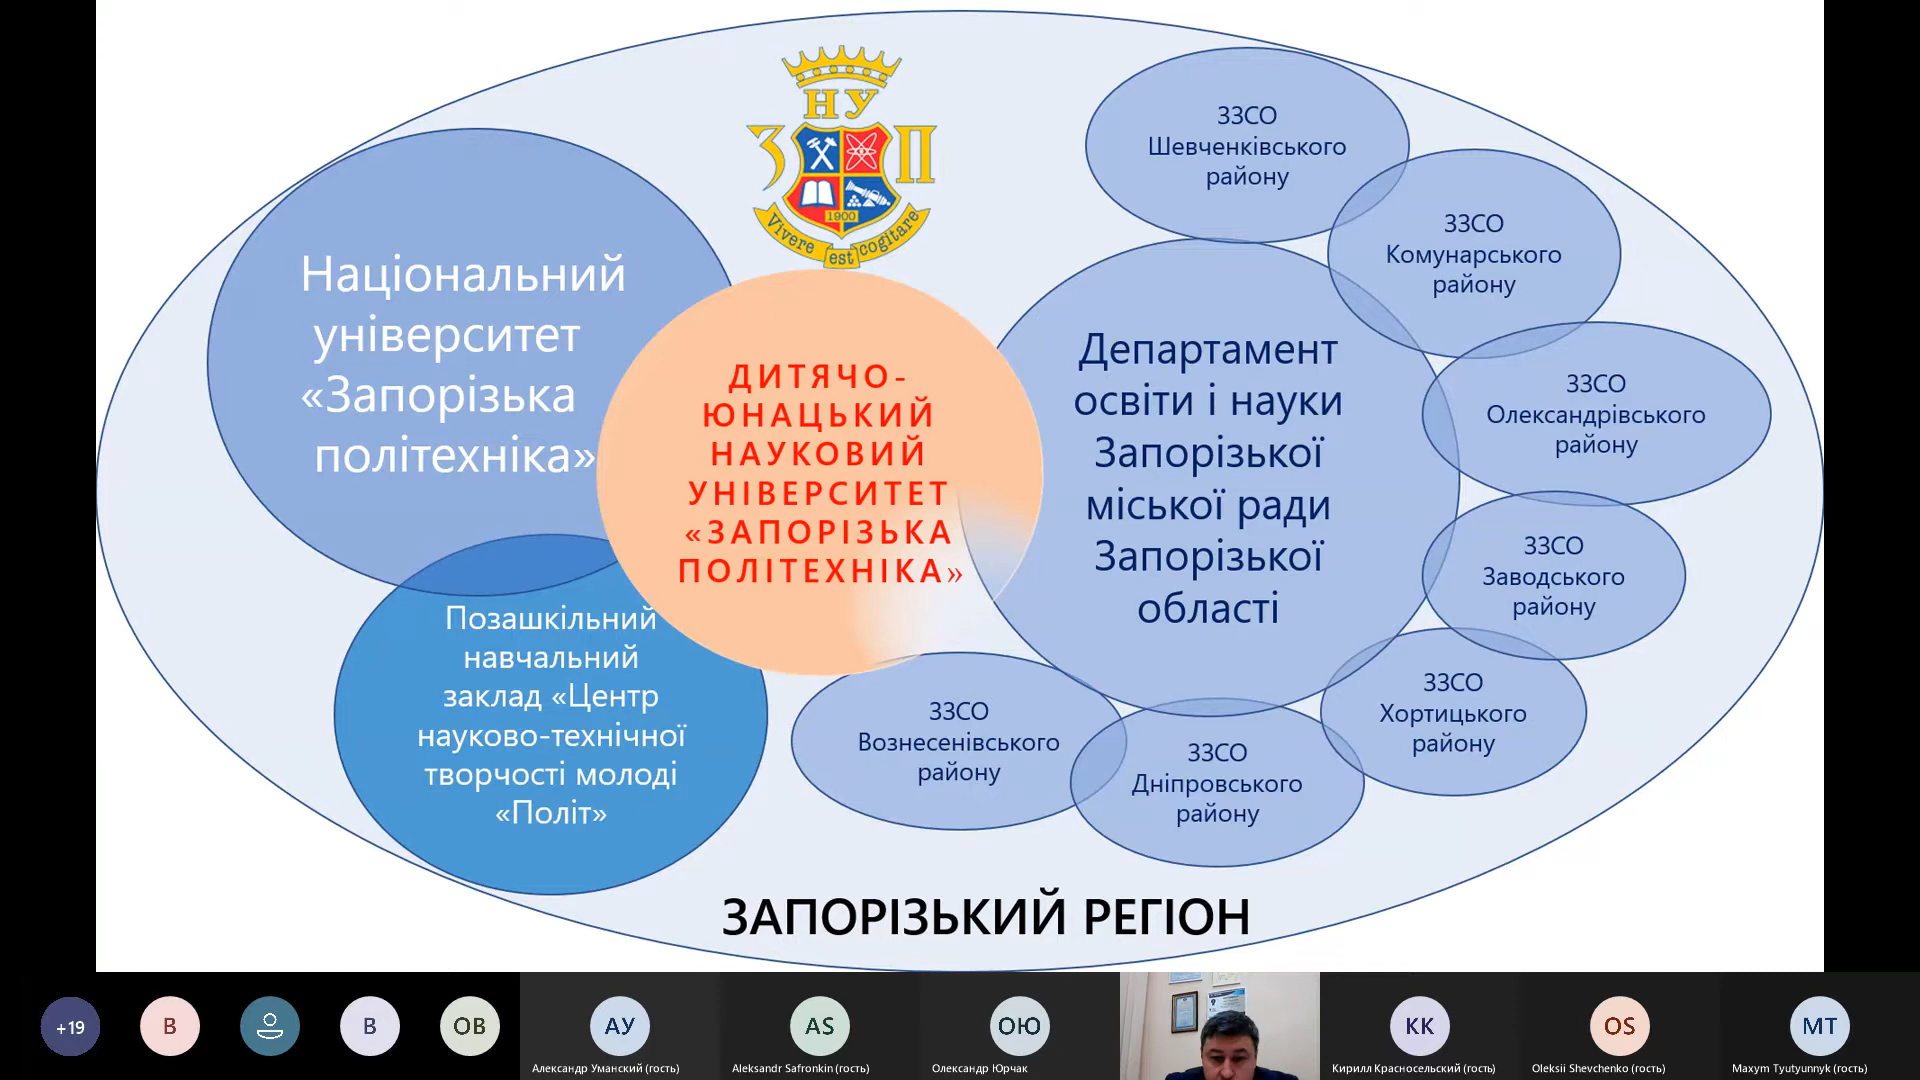 НУ
З П
1900
Vivere est cogitare
Національний
університет
«Запорізька
політехніка»
ДИТЯЧО-
ЮНАЦЬКИЙ
НАУКОВИЙ
УНІВЕРСИТЕТ
«ЗАПОРІЗЬКА
ПОЛІТЕХНІКА»
Позашкільний
навчальний
заклад «Центр
науково-технічної
творчості молоді
«Політ»
Департамент
освіти і науки
Запорізької
міської ради
Запорізької
області
ЗЗСО
Шевченківського
району
ЗЗСО
Комунарського
району
ЗЗСО
Олександрівського
району
ЗЗСО
Заводського
району
ЗЗСО
Хортицького
району
ЗЗСО
Дніпровського
району
ЗЗСО
Вознесенівського
району
ЗАПОРІЗЬКИЙ РЕГІОН
+19
В
В
ОВ
АУ
Александр Уманский (гость)
AS
Aleksandr Safronkin (гость)
ОЮ
Олександр Юрчак
КК
Кирилл Красносельский (гость)
OS
Oleksii Shevchenko (гость)
MT
Maxym Tyutyunnyk (гость)